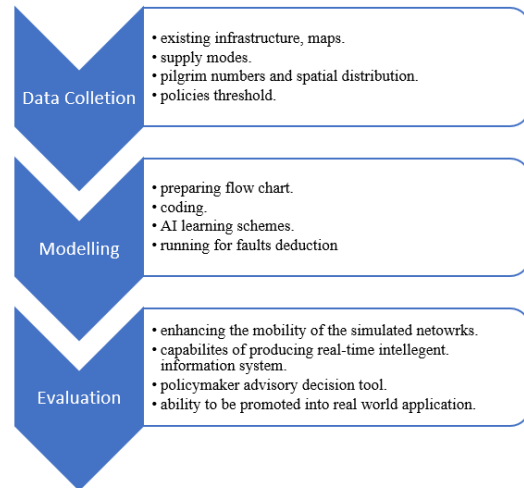 Data Colletion
• existing infrastructure, maps.
• supply modes.
• pilgrim numbers and spatial distribution.
• policies threshold.
Modelling
• preparing flow chart.
• coding.
• AI learning schemes.
• running for faults deduction
Evaluation
• enhancing the mobility of the simulated netowrks.
• capabilites of producing real-time intellegent.
information system.
• policymaker advisory decision tool.
• ability to be promoted into real world application.